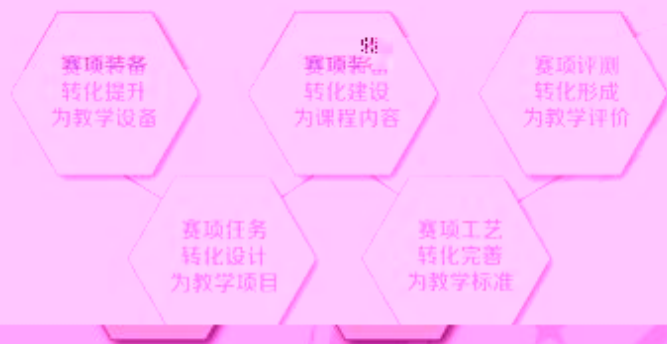 赛项装备
转化提升
为教学设备
赛项装
转化建设
为课程内容
赛项评测
转化形成
为教学评价
赛项任务
转化设计
为教学项目
赛项工艺
转化完善
为教学标准